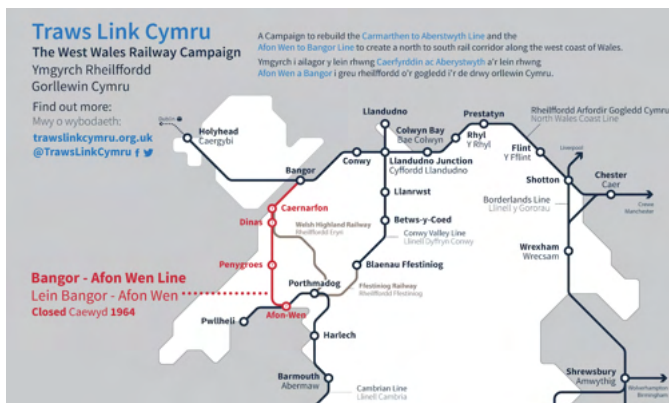 Traws Link Cymru
The West Wales Railway Campaign
Ymgyrch Rheilffordd
Gorllewin Cymru
Find out more:
Mwy o wybodaeth:
trawslinkcymru.org.uk
@TrawsLinkCymru
A Campaign to rebuild the Carmarthen to Aberstwyth Line and the
Afon Wen to Bangor Line to create a north to south rail corridor along the west coast of Wales.
Ymgyrch i ailagor y lein rhwng Caerfyrddin ac Aberystwyth a'r lein rhwng
Afon Wen a Bangor i greu rheilffordd o'r gogledd i'r de drwy orllewin Cymru.
Dublin
Holyhead
Caergybi
Bangor
Conwy
Llandudno
Colwyn Bay
Bae Colwyn
Llandudno Junction
Cyffordd Llandudno
Rhyl
Y Rhyl
Prestatyn
Rheilffordd Arfordir Gogledd Cymru
North Wales Coast Line
Flint
Y Fflint
Liverpool
Shotton
Chester
Caer
Crewe
Manchester
Borderlands Line
Llinell y Gororau
Wrexham
Wrecsam
Llanrwst
Betws-y-Coed
Conwy Valley Line
Llinell Dyffryn Conwy
Blaenau Ffestiniog
Caernarfon
Dinas
Welsh Highland Railway
Rheilffordd Eryri
Penygroes
Bangor - Afon Wen Line
Lein Bangor - Afon Wen
Closed Caewyd 1964
Porthmadog
Ffestiniog Railway
Rheilffordd Ffestiniog
Afon-Wen
Pwllheli
Harlech
Barmouth
Abermaw
Cambrian Line
Llinell Cambria
Shrewsbury
Amwythig
Wolverhampton
Birmingham